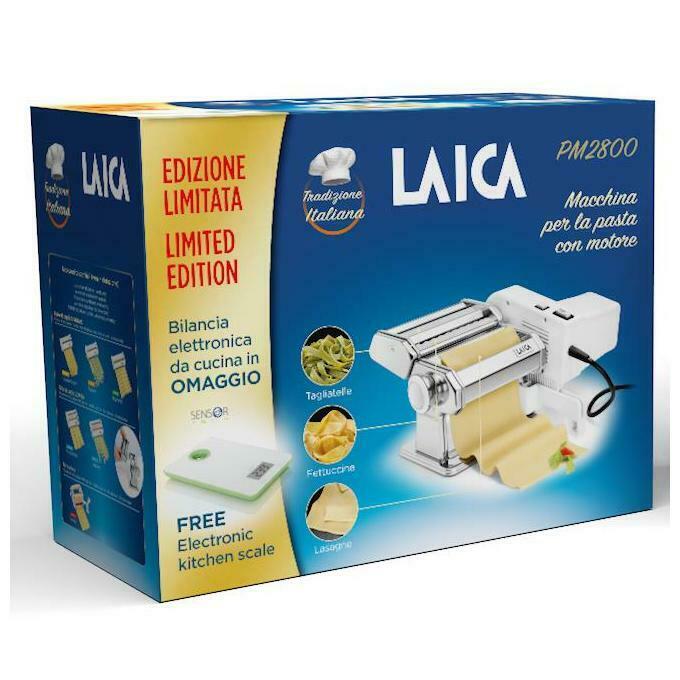 Tradizione
Italiana
LAICA
EDIZIONE
LIMITATA
LIMITED
EDITION
Bilancia
elettronica
da cucina in
OMAGGIO
SENSOR
FREE
Electronic
kitchen scale
Tradizione
Italiana
LAICA
PM2800
Macchina
per la pasta
con motore
LAICA
Tagliatelle
Fettuccine
Lasagne